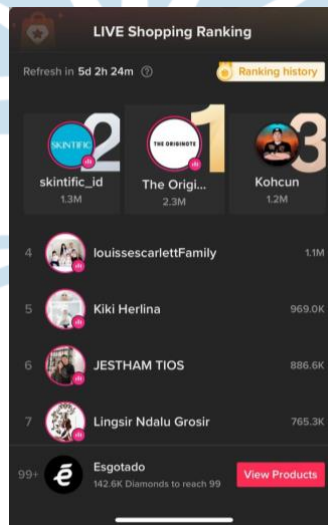 LIVE Shopping Ranking
Refresh in 5d 2h 24m ?
Ranking history
SKINTIFIC
2
skintific_id
1.3M
THE ORIGINOTE
1
The Origi...
2.3M
3
Kohcun
1.2M
4 louissescarlettFamily 1.1M
5 Kiki Herlina 969.0K
6 JESTHAM TIOS 886.6K
7 Lingsir Ndalu Grosir 765.3K
99+ Esgotado
142.6K Diamonds to reach 99
View Products